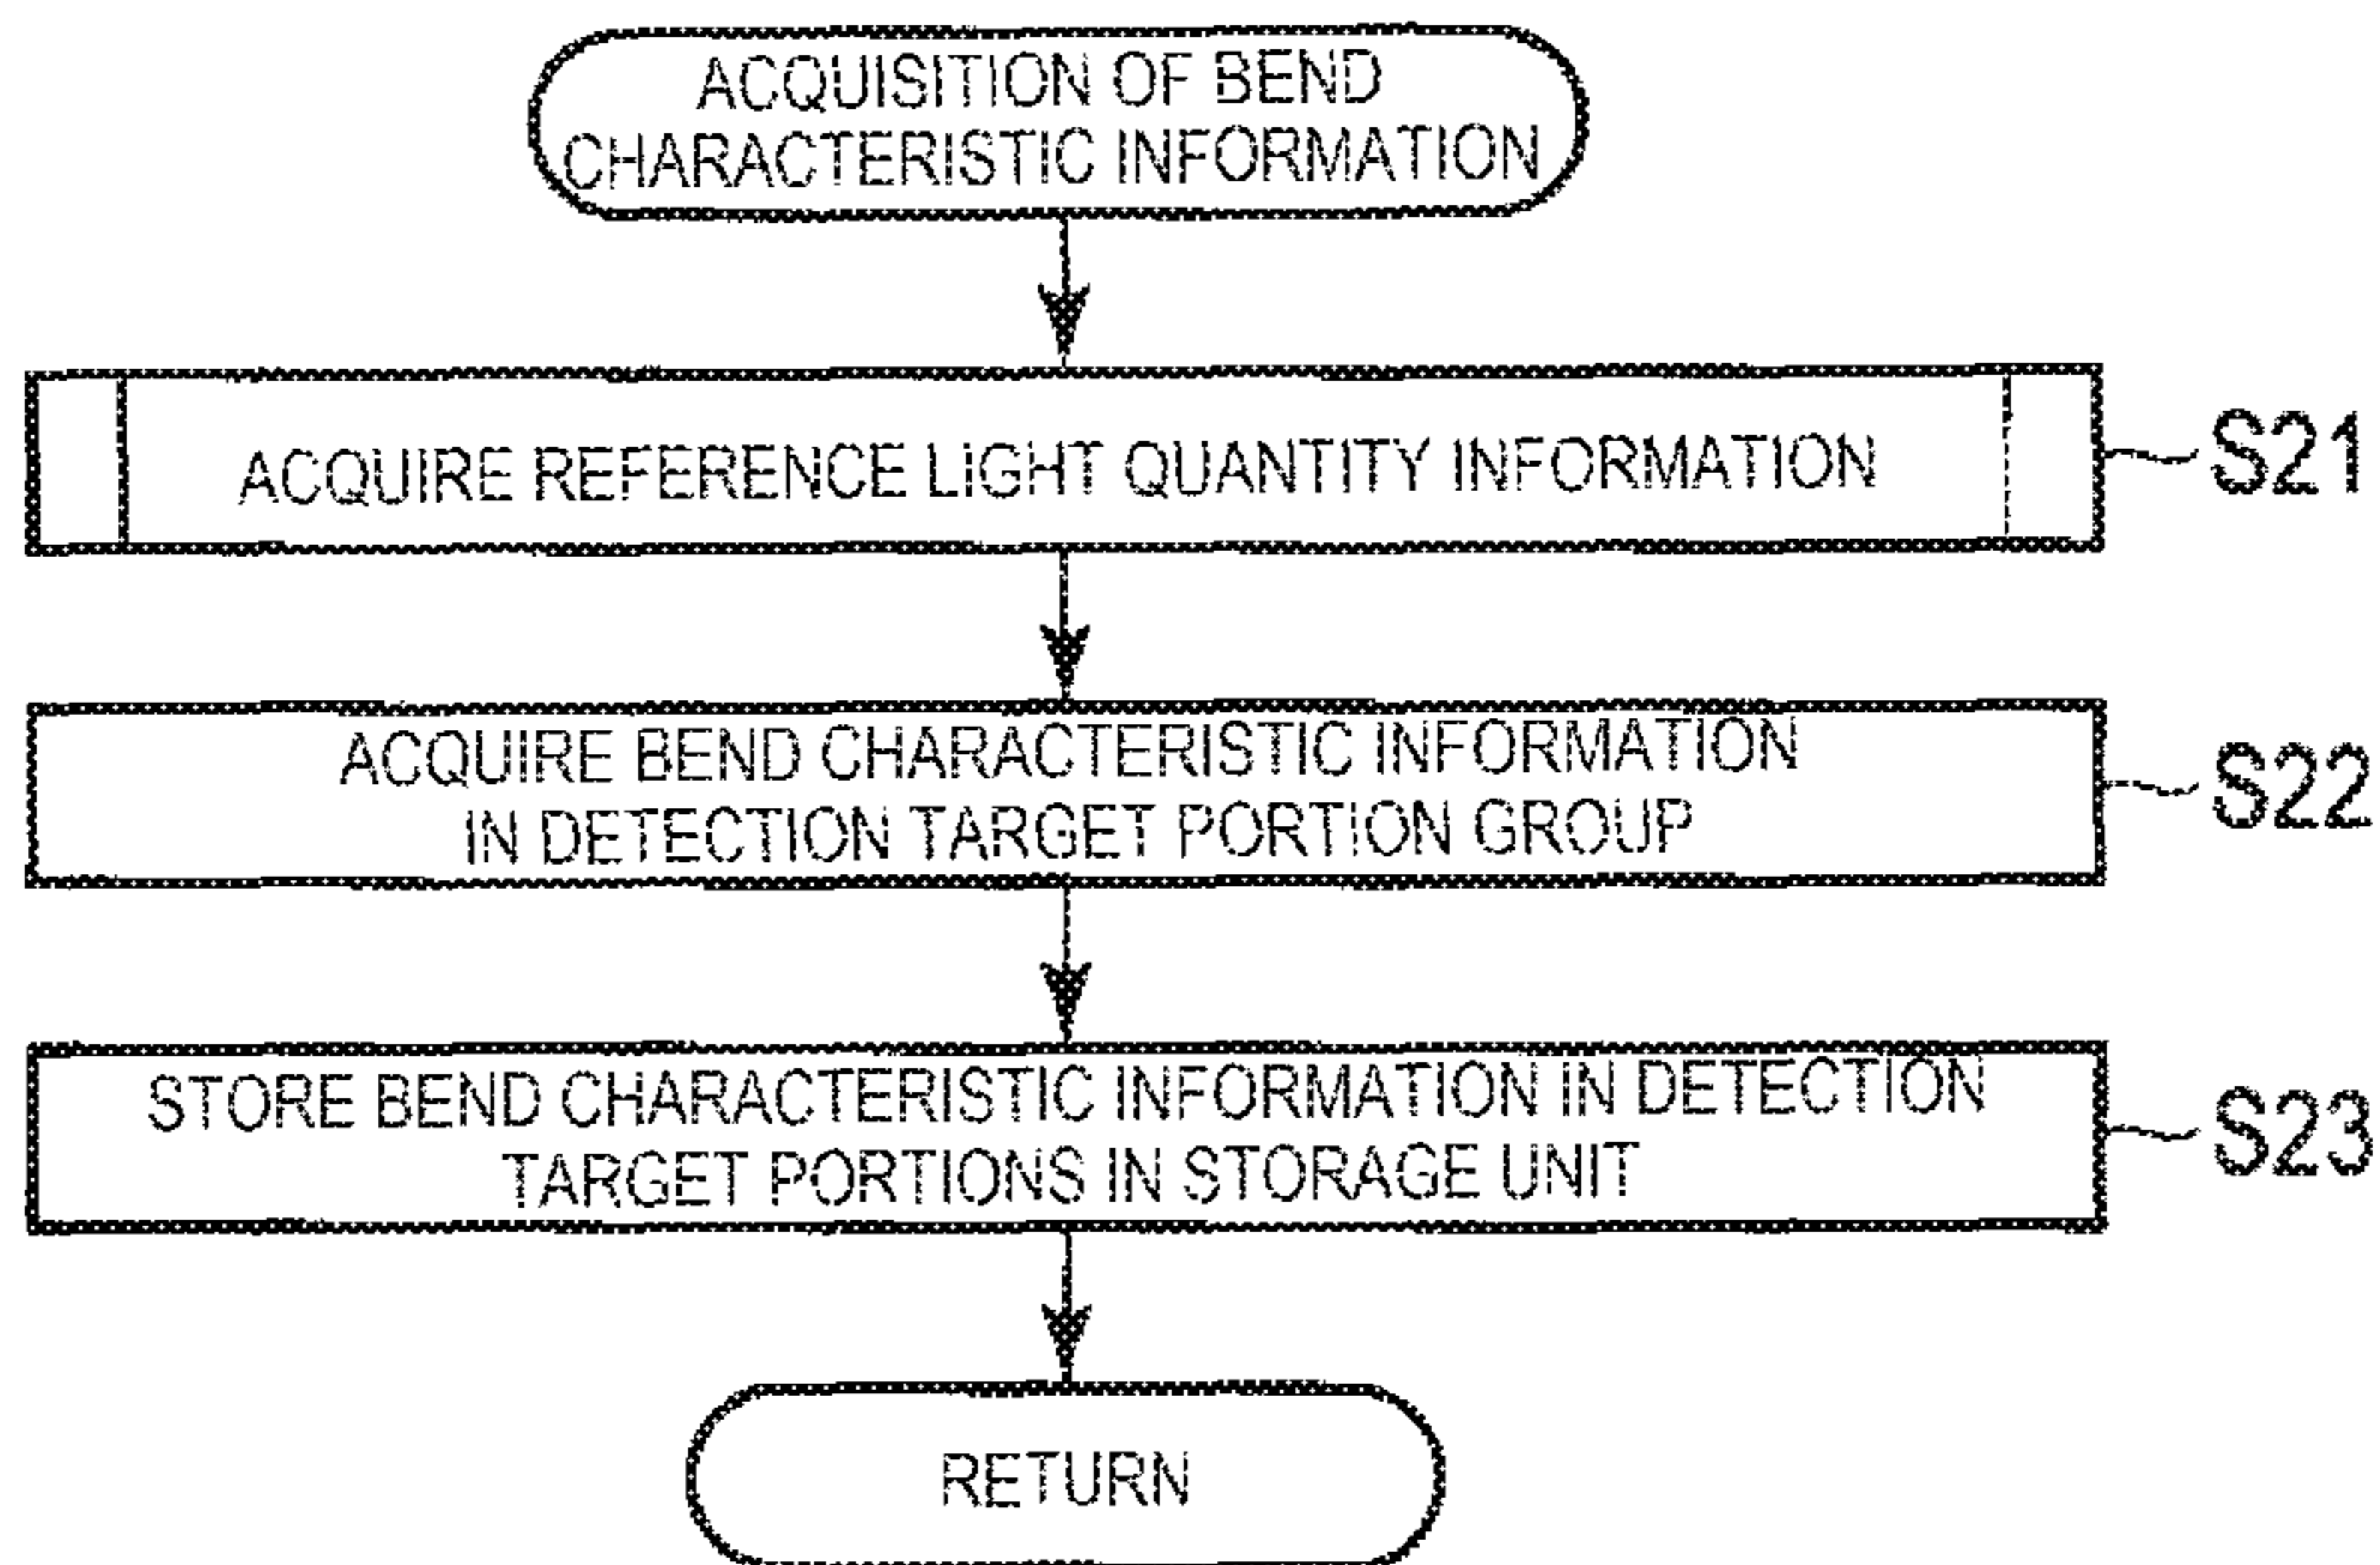 ACQUISITION OF BEND
CHARACTERISTIC INFORMATION
ACQUIRE REFERENCE LIGHT QUANTITY INFORMATION
S21
ACQUIRE BEND CHARACTERISTIC INFORMATION
IN DETECTION TARGET PORTION GROUP
S22
STORE BEND CHARACTERISTIC INFORMATION IN DETECTION
TARGET PORTIONS IN STORAGE UNIT
S23
RETURN